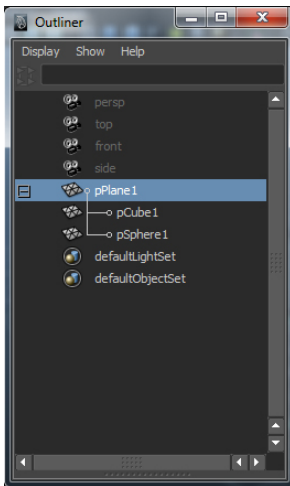 Outliner
Display Show Help
persp
top
front
side
pPlane1
pCube1
pSphere1
defaultLightSet
defaultObjectSet